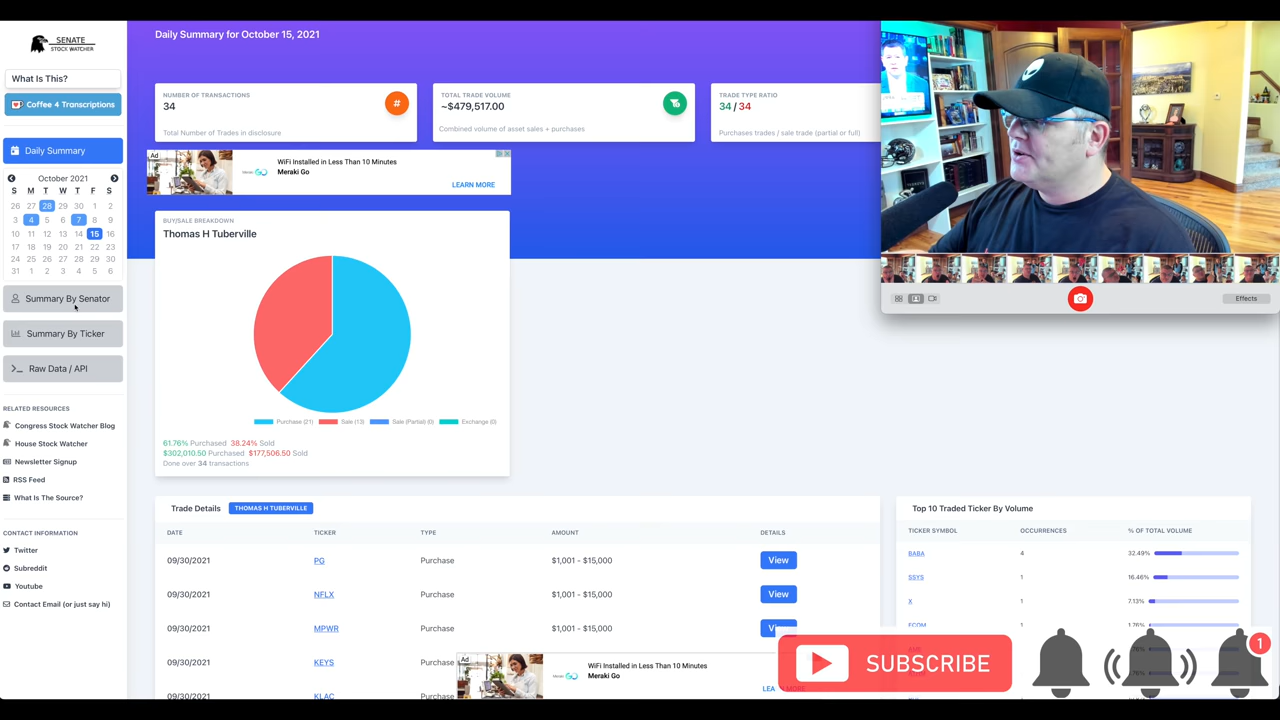 SENATE
STOCK WATCHER
What Is This?
Coffee 4 Transcriptions
Daily Summary
October 2021
S M T W T F S
26 27 28 29 30 1 2
3 4 5 6 7 8 9
10 11 12 13 14 15 16
17 18 19 20 21 22 23
24 25 26 27 28 29 30
31 1 2 3 4 5 6
Summary By Senator
Summary By Ticker
Raw Data / API
RELATED RESOURCES
Congress Stock Watcher Blog
House Stock Watcher
Newsletter Signup
RSS Feed
What Is The Source?
CONTACT INFORMATION
Twitter
Subreddit
Youtube
Contact Email (or just say hi)
Daily Summary for October 15, 2021
NUMBER OF TRANSACTIONS
34
#
Total Number of Trades in disclosure
TOTAL TRADE VOLUME
~$479,517.00
Combined volume of asset sales + purchases
TRADE TYPE RATIO
34 / 34
Purchases trades / sale trade (partial or full)
Ad
WiFi Installed in Less Than 10 Minutes
Meraki Go
LEARN MORE
BUY/SALE BREAKDOWN
Thomas H Tuberville
Purchase (21) Sale (13) Sale (Partial) (0) Exchange (0)
61.76% Purchased 38.24% Sold
$302,010.50 Purchased $177,506.50 Sold
Done over 34 transactions
Trade Details THOMAS H TUBERVILLE
DATE TICKER TYPE AMOUNT DETAILS
09/30/2021 PG Purchase $1,001 - $15,000 View
09/30/2021 NFLX Purchase $1,001 - $15,000 View
09/30/2021 MPWR Purchase $1,001 - $15,000
09/30/2021 KEYS Purchase
09/30/2021 KLAC Purchase
Ad
WiFi Installed in Less Than 10 Minutes
Meraki Go
Effects
Top 10 Traded Ticker By Volume
TICKER SYMBOL OCCURRENCES % OF TOTAL VOLUME
BABA 4 32.49%
SSYS 1 16.46%
X 1 7.13%
1 1.76%
SUBSCRIBE
1